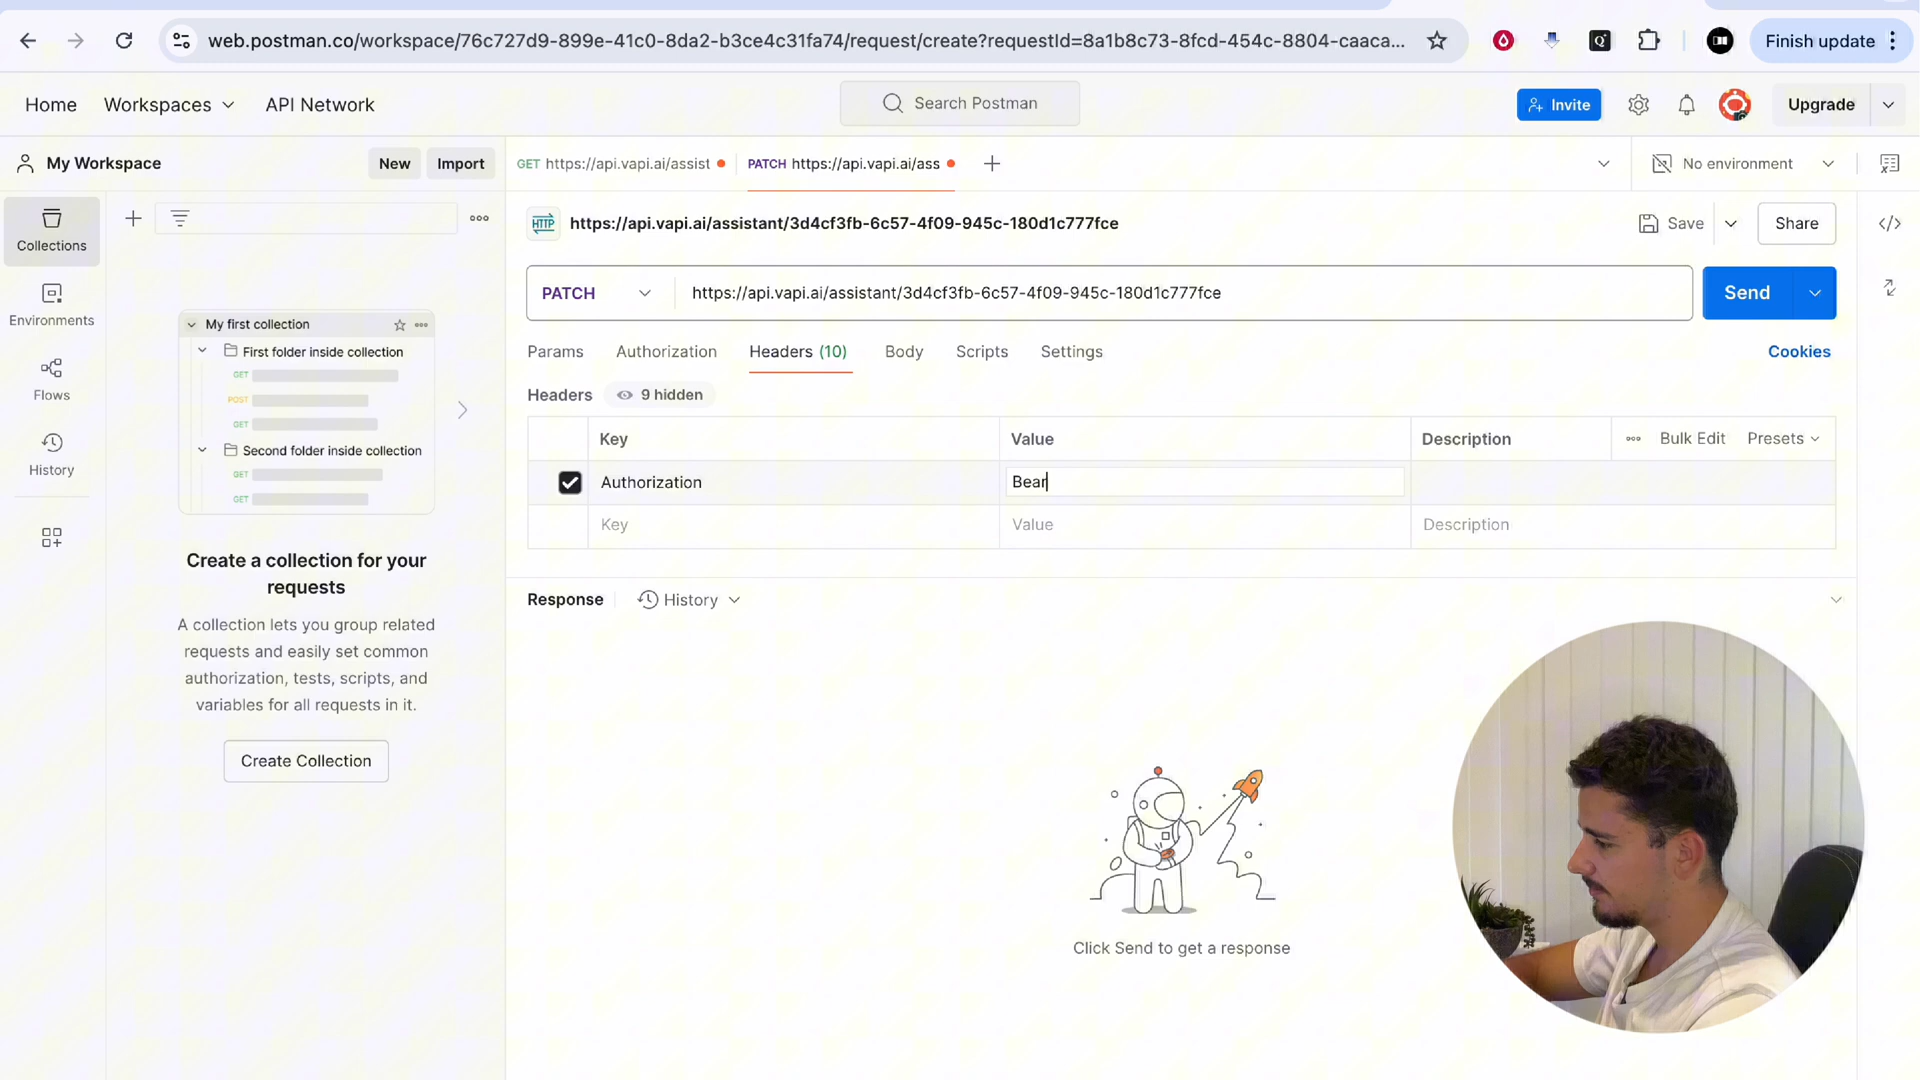 web.postman.co/workspace/76c727d9-899e-41c0-8da2-b3ce4c31fa74/request/create?requestId=8a1b8c73-8fcd-454c-8804-caaca...
Finish update
Home
Workspaces
API Network
Search Postman
Invite
Upgrade
My Workspace
New
Import
GET https://api.vapi.ai/assist
PATCH https://api.vapi.ai/ass
No environment
Collections
Environments
Flows
History
My first collection
First folder inside collection
GET
POST
GET
Second folder inside collection
GET
GET
Create a collection for your
requests
A collection lets you group related
requests and easily set common
authorization, tests, scripts, and
variables for all requests in it.
Create Collection
HTTP
https://api.vapi.ai/assistant/3d4cf3fb-6c57-4f09-945c-180d1c777fce
Save
Share
PATCH
https://api.vapi.ai/assistant/3d4cf3fb-6c57-4f09-945c-180d1c777fce
Send
Params
Authorization
Headers (10)
Body
Scripts
Settings
Cookies
Headers
9 hidden
Key
Value
Description
Bulk Edit
Presets
Authorization
Bear
Key
Value
Description
Response
History
Click Send to get a response